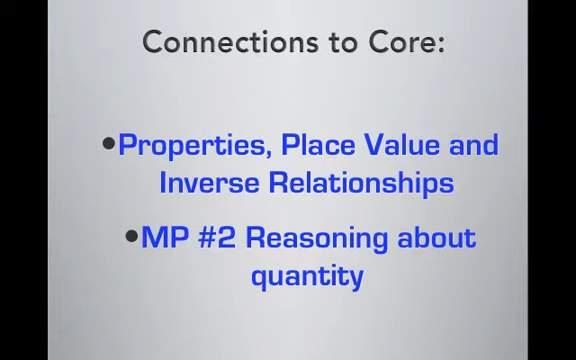 Connections to Core:
•Properties, Place Value and
Inverse Relationships
•MP #2 Reasoning about
quantity